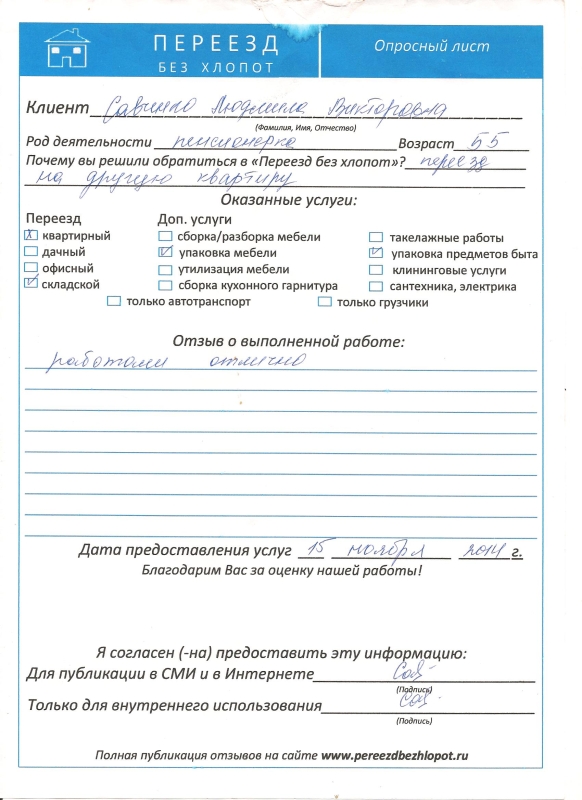 ПЕРЕЕЗД
БЕЗ ХЛОПОТ
Опросный лист
Клиент Савченко Людмила Викторовна
(Фамилия, Имя, Отчество)
Род деятельности пенсионерка Возраст 55
Почему вы решили обратиться в «Переезд без хлопот»? переезд
на другую квартиру
Оказанные услуги:
Переезд Доп. услуги
квартирный сборка/разборка мебели такелажные работы
дачный упаковка мебели упаковка предметов быта
офисный утилизация мебели клининговые услуги
складской сборка кухонного гарнитура сантехника, электрика
только автотранспорт только грузчики
Отзыв о выполненной работе:
работали отлично
Дата предоставления услуг 15 ноября 2014 г.
Благодарим Вас за оценку нашей работы!
Я согласен (-на) предоставить эту информацию:
Для публикации в СМИ и в Интернете
(Подпись)
Только для внутреннего использования
(Подпись)
Полная публикация отзывов на сайте www.pereezdbezhlopot.ru